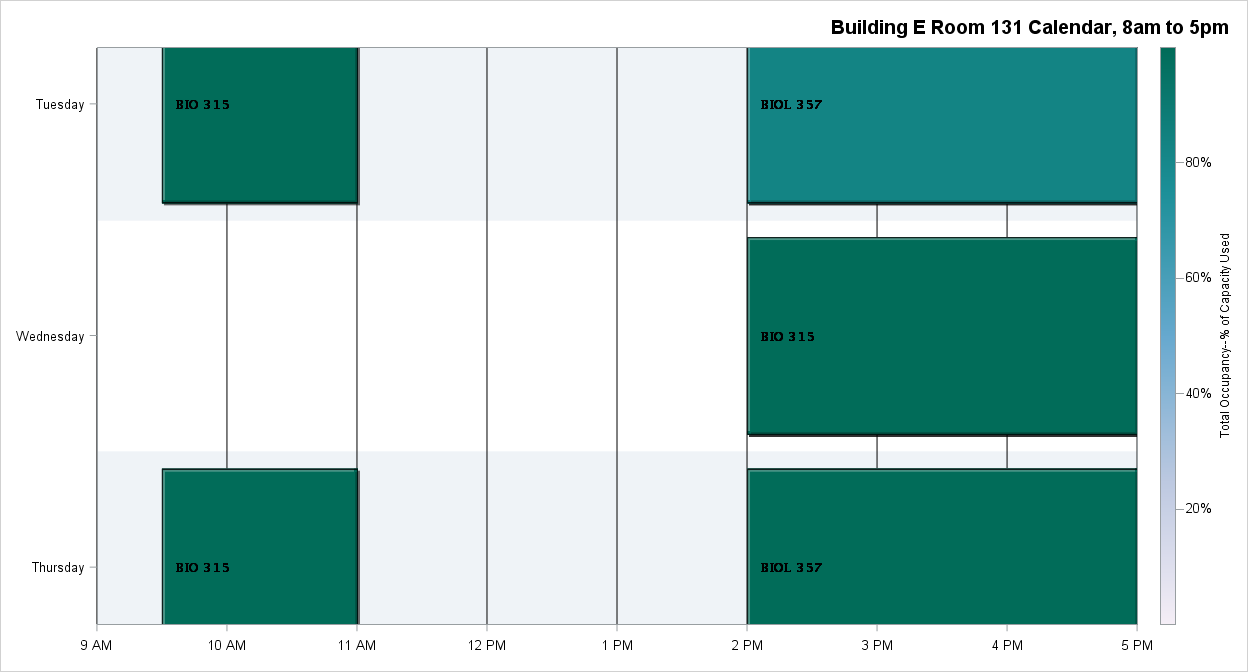 Building E Room 131 Calendar, 8am to 5pm
Tuesday
BIO 315
BIOL 357
Wednesday
BIO 315
Thursday
BIO 315
BIOL 357
9 AM
10 AM
11 AM
12 PM
1 PM
2 PM
3 PM
4 PM
5 PM
80%
60%
40%
20%
Total Occupancy--% of Capacity Used